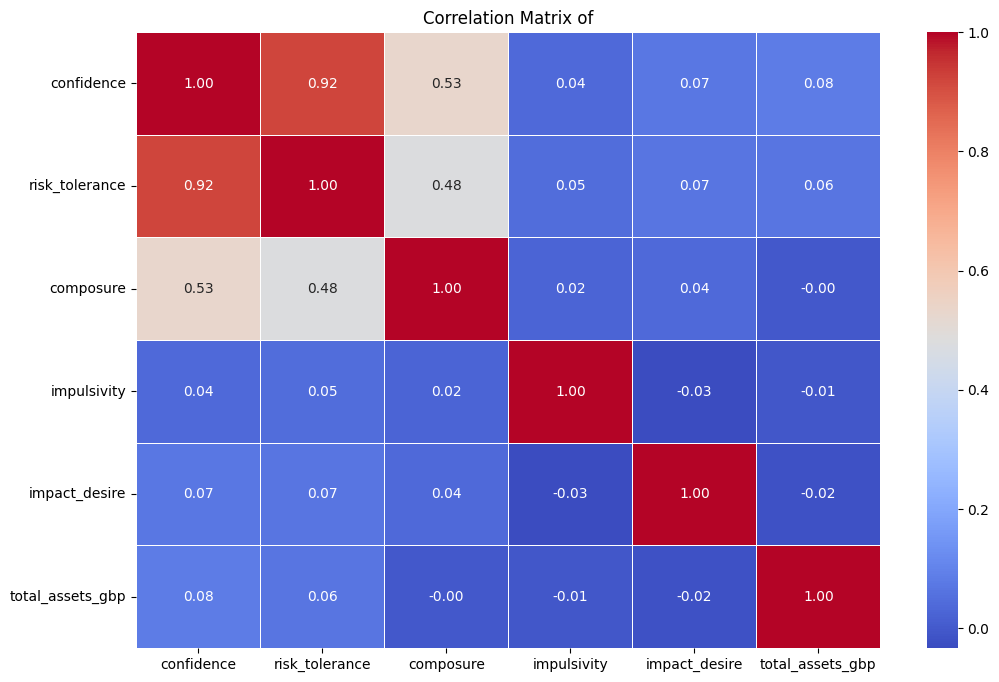 Correlation Matrix of
confidence 1.00 0.92 0.53 0.04 0.07 0.08
risk_tolerance 0.92 1.00 0.48 0.05 0.07 0.06
composure 0.53 0.48 1.00 0.02 0.04 -0.00
impulsivity 0.04 0.05 0.02 1.00 -0.03 -0.01
impact_desire 0.07 0.07 0.04 -0.03 1.00 -0.02
total_assets_gbp 0.08 0.06 -0.00 -0.01 -0.02 1.00
confidence risk_tolerance composure impulsivity impact_desire total_assets_gbp
1.0
0.8
0.6
0.4
0.2
0.0